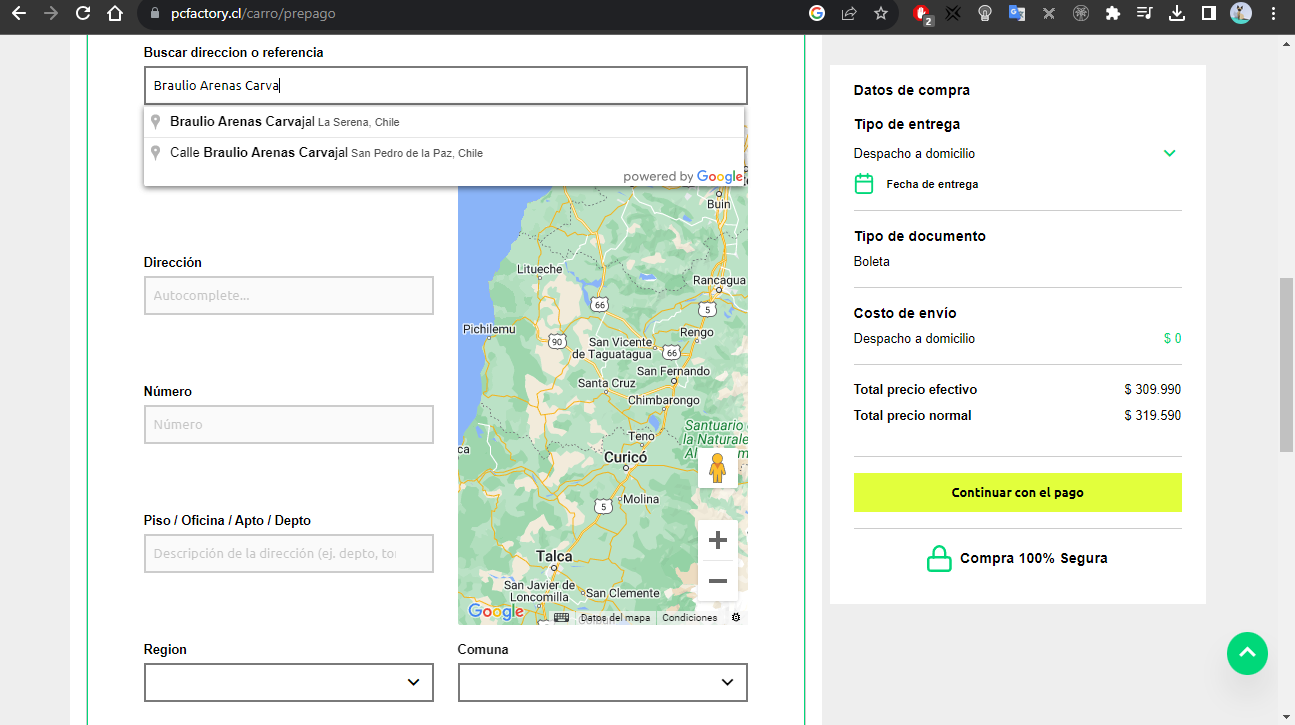 pcfactory.cl/carro/prepago
2
Buscar direccion o referencia
Braulio Arenas Carva
Braulio Arenas Carvajal La Serena, Chile
Calle Braulio Arenas Carvajal San Pedro de la Paz, Chile
powered by Google
Dirección
Autocomplete...
Número
Número
Piso / Oficina / Apto / Depto
Descripción de la dirección (ej. depto, tor
Buin
Litueche
Rancagua
66
5
Pichilemu
90
Rengo
San Vicente
de Taguatagua
66
San Fernando
Santa Cruz
Chimbarongo
Santuario
la Naturale
Teno
ca
Curicó
Molina
5
Talca
San Javier de
Loncomilla
San Clemente
Google
Datos del mapa
Condiciones
Region
Comuna
Datos de compra
Tipo de entrega
Despacho a domicilio
Fecha de entrega
Tipo de documento
Boleta
Costo de envío
Despacho a domicilio $ 0
Total precio efectivo $ 309.990
Total precio normal $ 319.590
Continuar con el pago
Compra 100% Segura